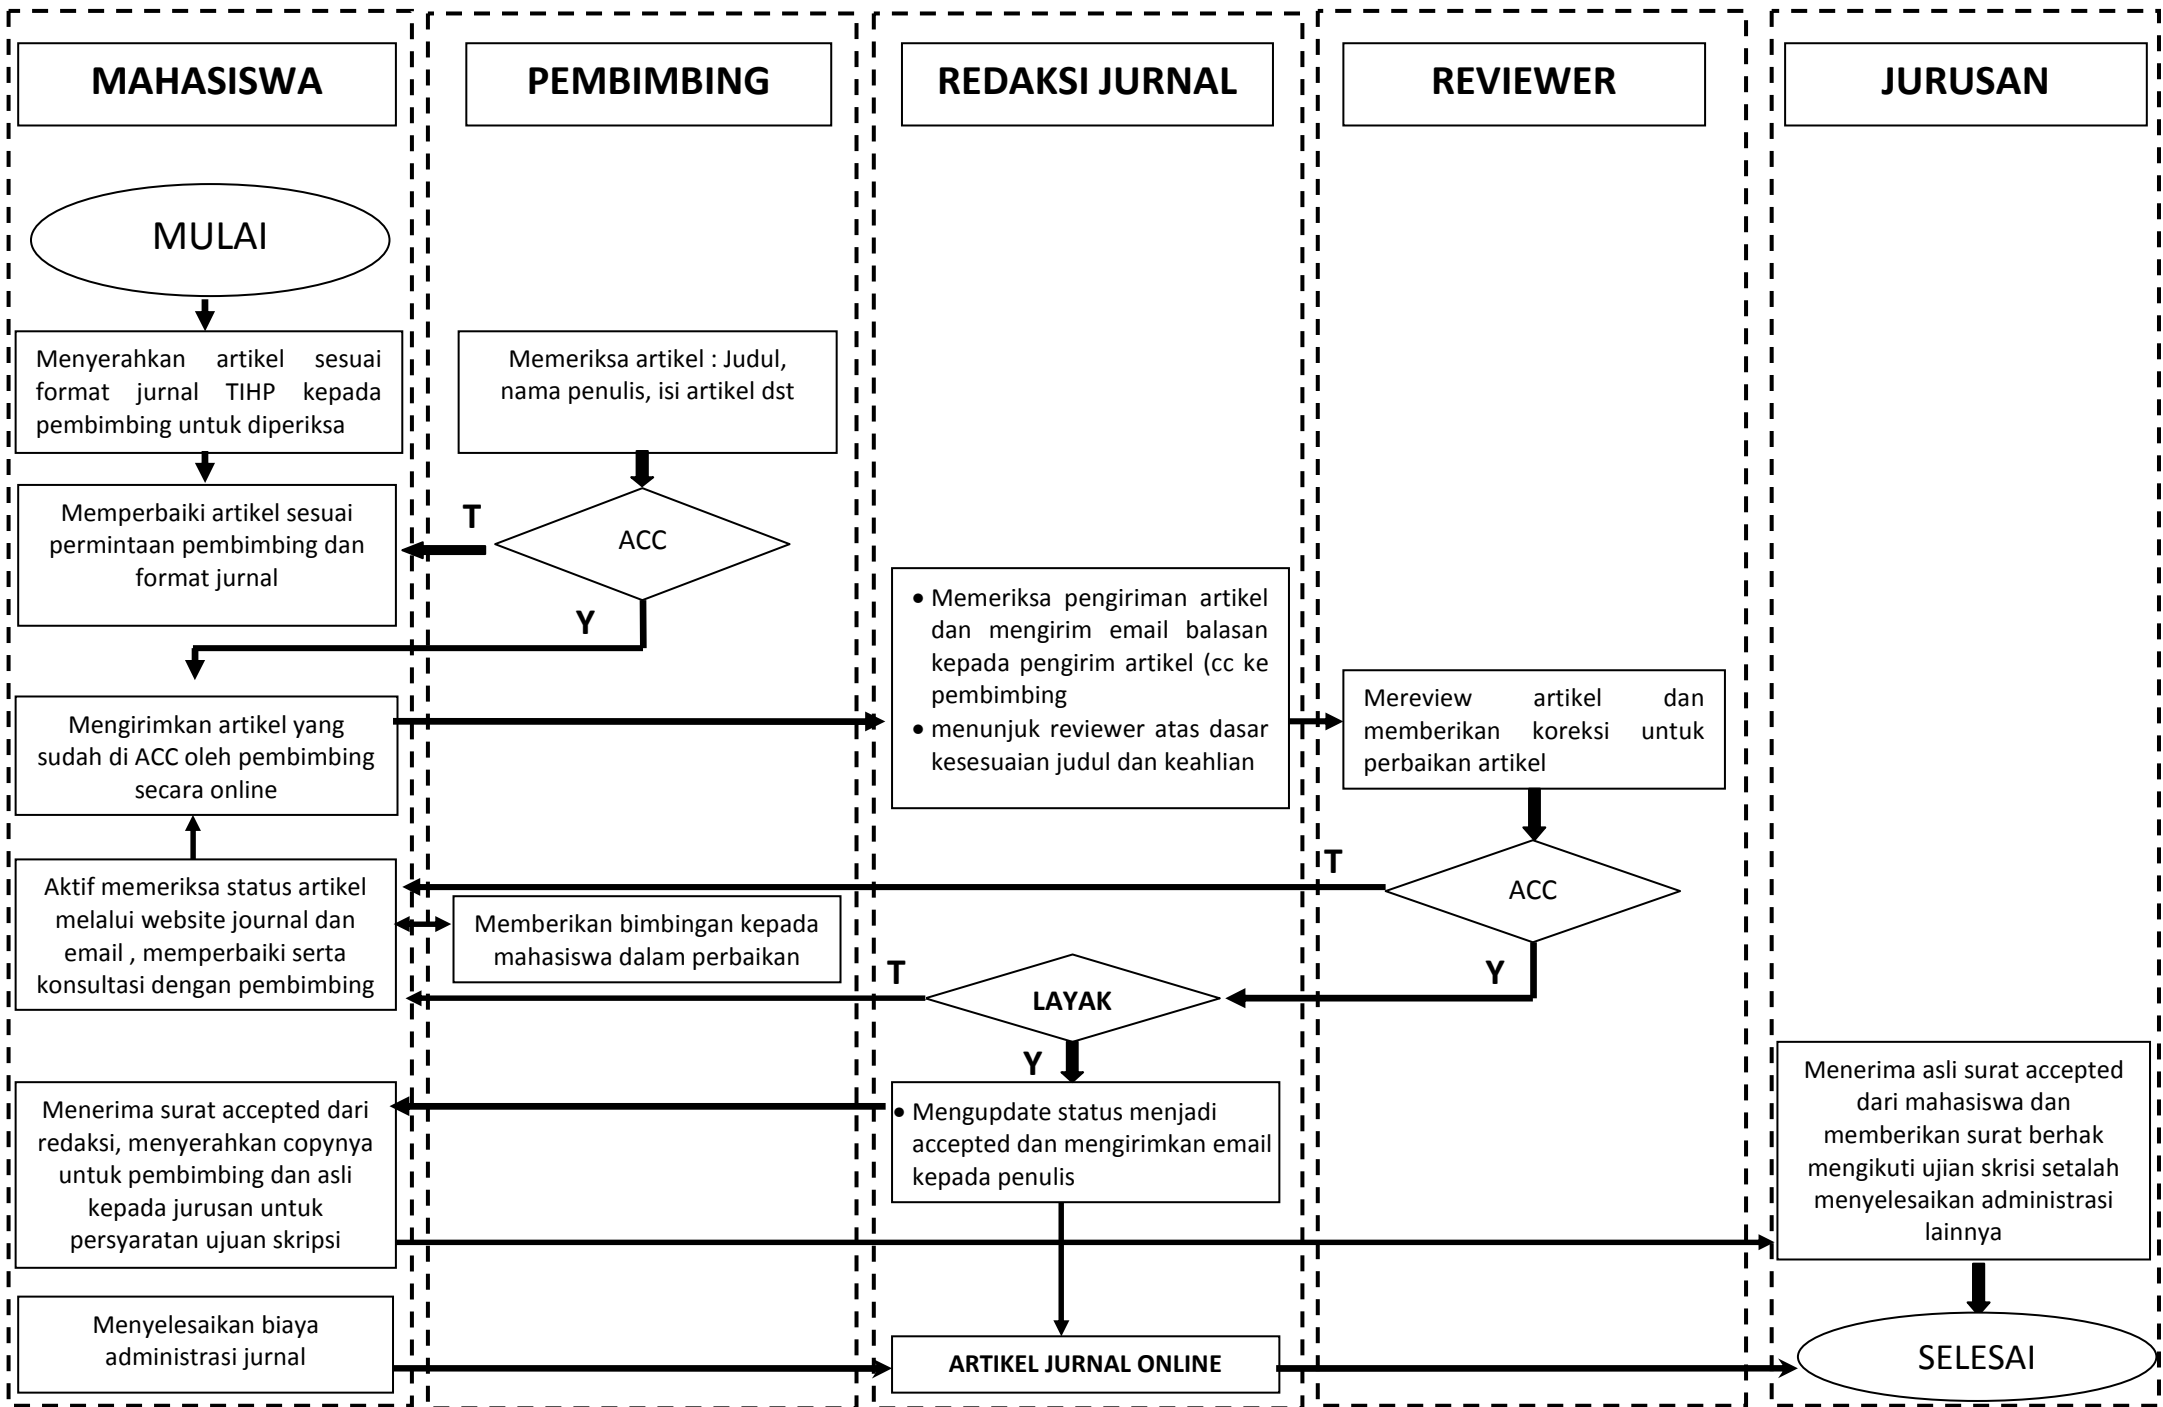 MAHASISWA
PEMBIMBING
REDAKSI JURNAL
REVIEWER
JURUSAN
MULAI
Menyerahkan artikel sesuai
format jurnal TIHP kepada
pembimbing untuk diperiksa
Memeriksa artikel : Judul,
nama penulis, isi artikel dst
Memperbaiki artikel sesuai
permintaan pembimbing dan
format jurnal
T
ACC
Y
• Memeriksa pengiriman artikel
dan mengirim email balasan
kepada pengirim artikel (cc ke
pembimbing
• menunjuk reviewer atas dasar
kesesuaian judul dan keahlian
Mengirimkan artikel yang
sudah di ACC oleh pembimbing
secara online
Mereview artikel dan
memberikan koreksi untuk
perbaikan artikel
T
ACC
Y
Aktif memeriksa status artikel
melalui website journal dan
email , memperbaiki serta
konsultasi dengan pembimbing
Memberikan bimbingan kepada
mahasiswa dalam perbaikan
T
LAYAK
Y
Menerima surat accepted dari
redaksi, menyerahkan copynya
untuk pembimbing dan asli
kepada jurusan untuk
persyaratan ujuan skripsi
• Mengupdate status menjadi
accepted dan mengirimkan email
kepada penulis
Menerima asli surat accepted
dari mahasiswa dan
memberikan surat berhak
mengikuti ujian skrisi setalah
menyelesaikan administrasi
lainnya
Menyelesaikan biaya
administrasi jurnal
ARTIKEL JURNAL ONLINE
SELESAI